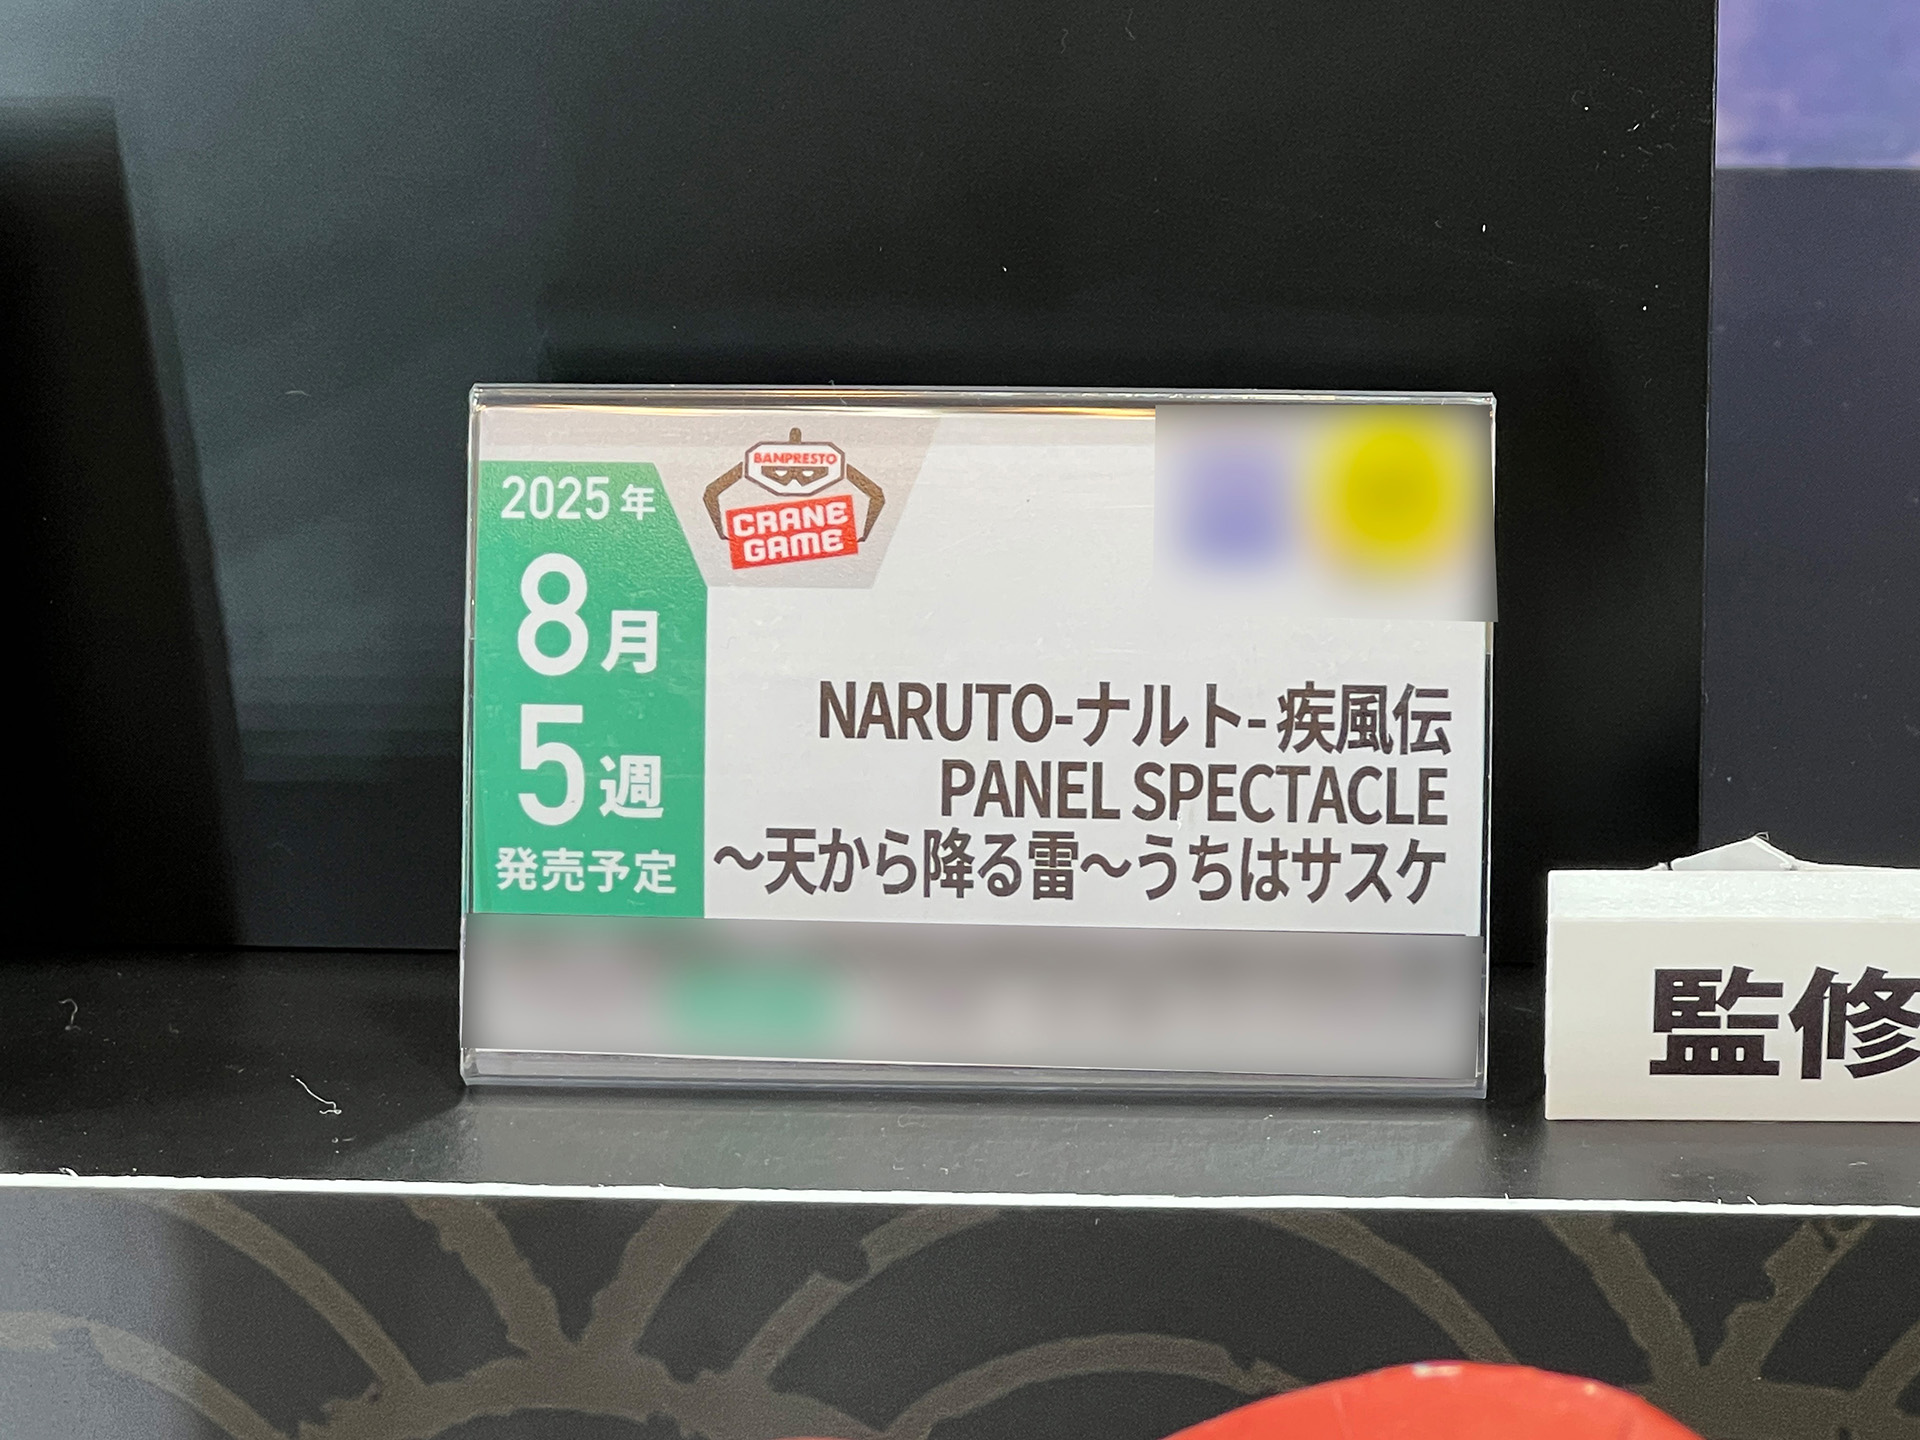 2025年
8月
5週
発売予定
BANPRESTO
CRANE
GAME
NARUTO-ナルト-疾風伝
PANEL SPECTACLE
～天から降る雷～うちはサスケ
監修